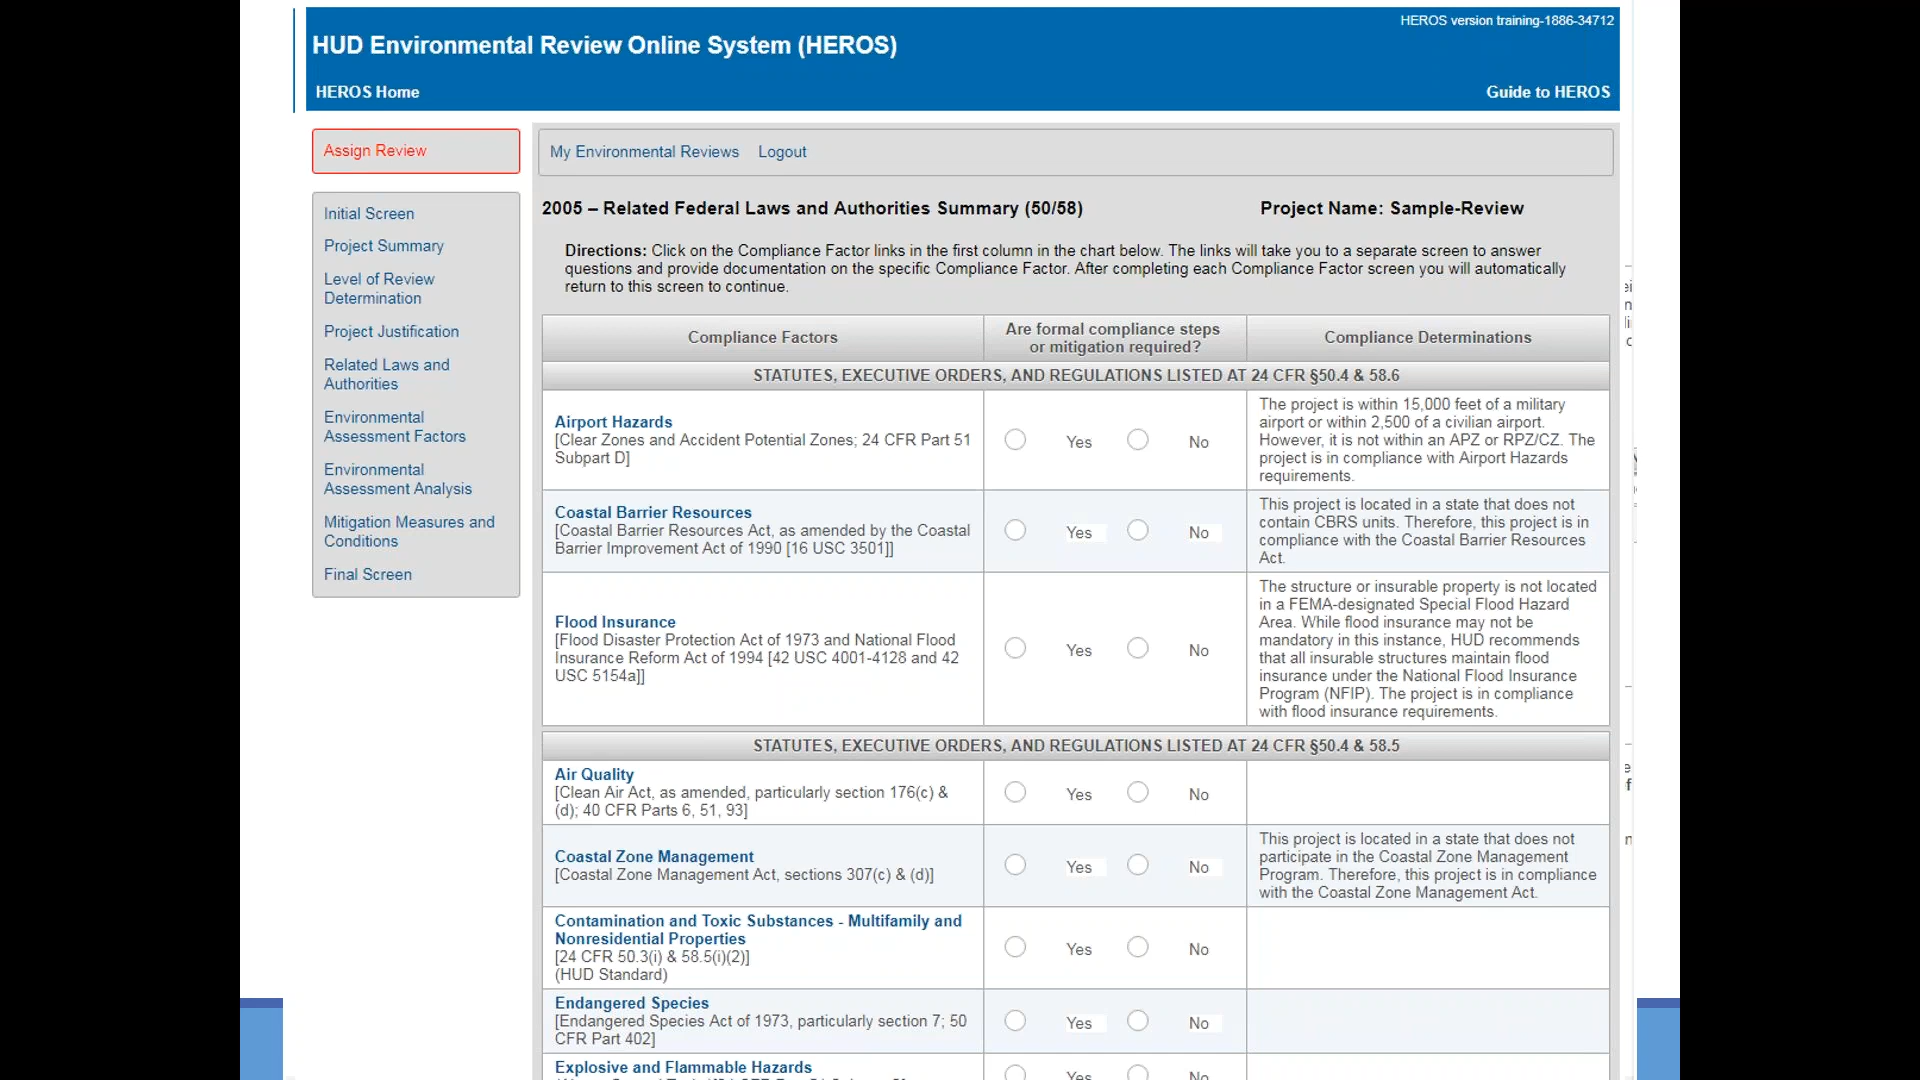 HEROS version training-1886-34712
HUD Environmental Review Online System (HEROS)
HEROS Home
Guide to HEROS
Assign Review
Initial Screen
Project Summary
Level of Review
Determination
Project Justification
Related Laws and
Authorities
Environmental
Assessment Factors
Environmental
Assessment Analysis
Mitigation Measures and
Conditions
Final Screen
My Environmental Reviews Logout
2005 – Related Federal Laws and Authorities Summary (50/58)
Project Name: Sample-Review
Directions: Click on the Compliance Factor links in the first column in the chart below. The links will take you to a separate screen to answer
questions and provide documentation on the specific Compliance Factor. After completing each Compliance Factor screen you will automatically
return to this screen to continue.
Compliance Factors
Are formal compliance steps
or mitigation required?
Compliance Determinations
STATUTES, EXECUTIVE ORDERS, AND REGULATIONS LISTED AT 24 CFR §50.4 & 58.6
Airport Hazards
[Clear Zones and Accident Potential Zones; 24 CFR Part 51
Subpart D]
Yes No
The project is within 15,000 feet of a military
airport or within 2,500 of a civilian airport.
However, it is not within an APZ or RPZ/CZ. The
project is in compliance with Airport Hazards
requirements.
Coastal Barrier Resources
[Coastal Barrier Resources Act, as amended by the Coastal
Barrier Improvement Act of 1990 [16 USC 3501]]
Yes No
This project is located in a state that does not
contain CBRS units. Therefore, this project is in
compliance with the Coastal Barrier Resources
Act.
Flood Insurance
[Flood Disaster Protection Act of 1973 and National Flood
Insurance Reform Act of 1994 [42 USC 4001-4128 and 42
USC 5154a]]
Yes No
The structure or insurable property is not located
in a FEMA-designated Special Flood Hazard
Area. While flood insurance may not be
mandatory in this instance, HUD recommends
that all insurable structures maintain flood
insurance under the National Flood Insurance
Program (NFIP). The project is in compliance
with flood insurance requirements.
STATUTES, EXECUTIVE ORDERS, AND REGULATIONS LISTED AT 24 CFR §50.4 & 58.5
Air Quality
[Clean Air Act, as amended, particularly section 176(c) &
(d); 40 CFR Parts 6, 51, 93]
Yes No
Coastal Zone Management
[Coastal Zone Management Act, sections 307(c) & (d)]
Yes No
This project is located in a state that does not
participate in the Coastal Zone Management
Program. Therefore, this project is in compliance
with the Coastal Zone Management Act.
Contamination and Toxic Substances - Multifamily and
Nonresidential Properties
[24 CFR 50.3(i) & 58.5(i)(2)]
(HUD Standard)
Yes No
Endangered Species
[Endangered Species Act of 1973, particularly section 7; 50
CFR Part 402]
Yes No
Explosive and Flammable Hazards
Yes No